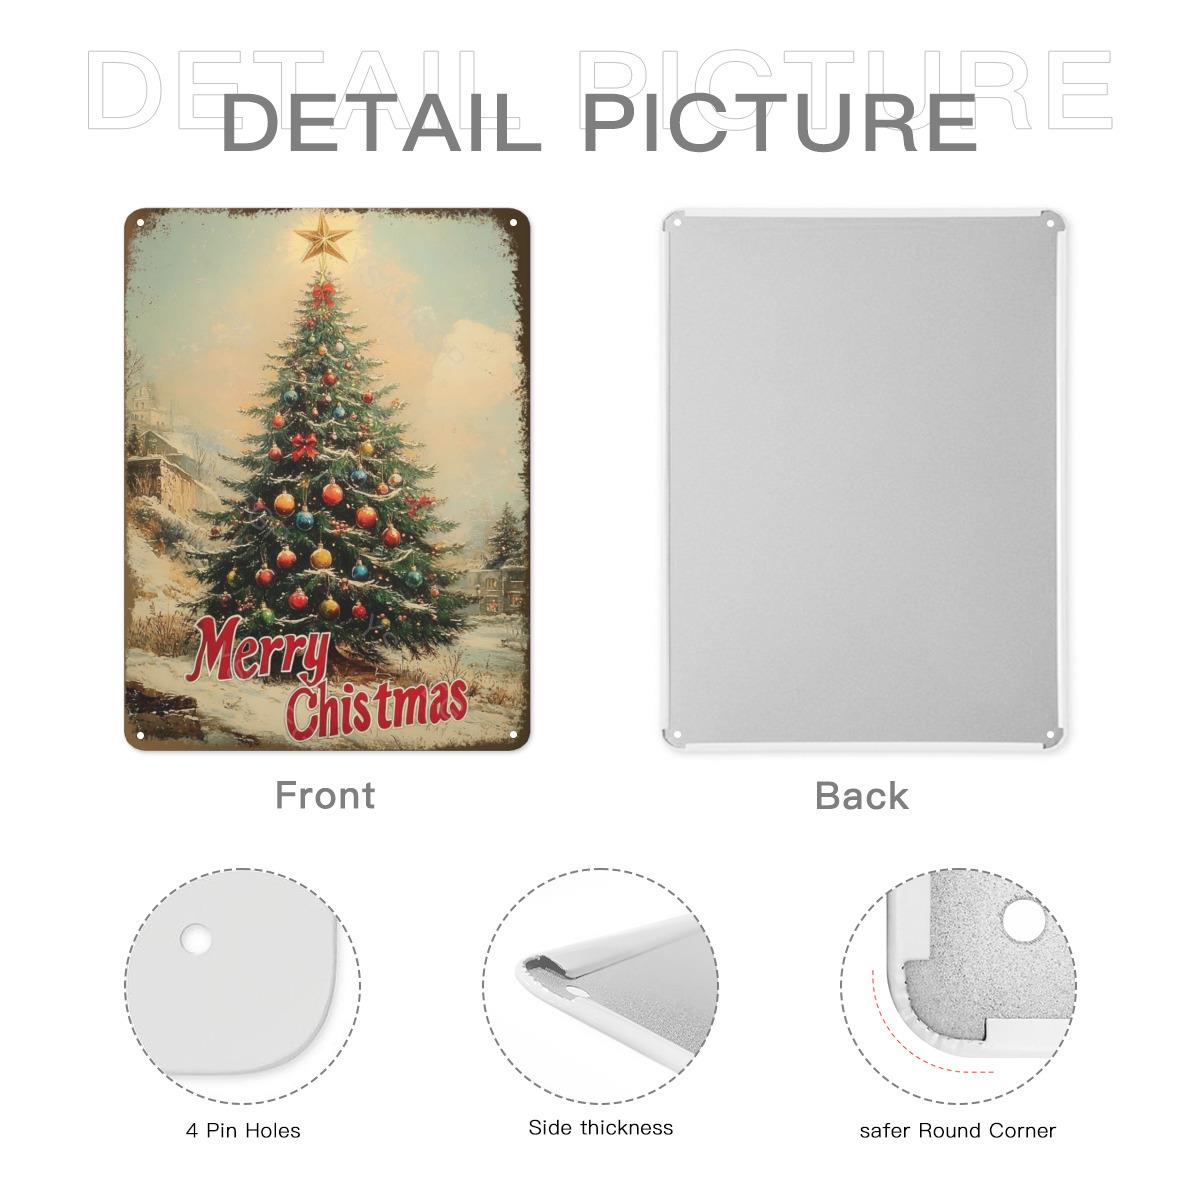 DETAIL PICTURE
DETAIL PICTURE
Merry
Chistmas
Front
Back
4 Pin Holes
Side thickness
safer Round Corner